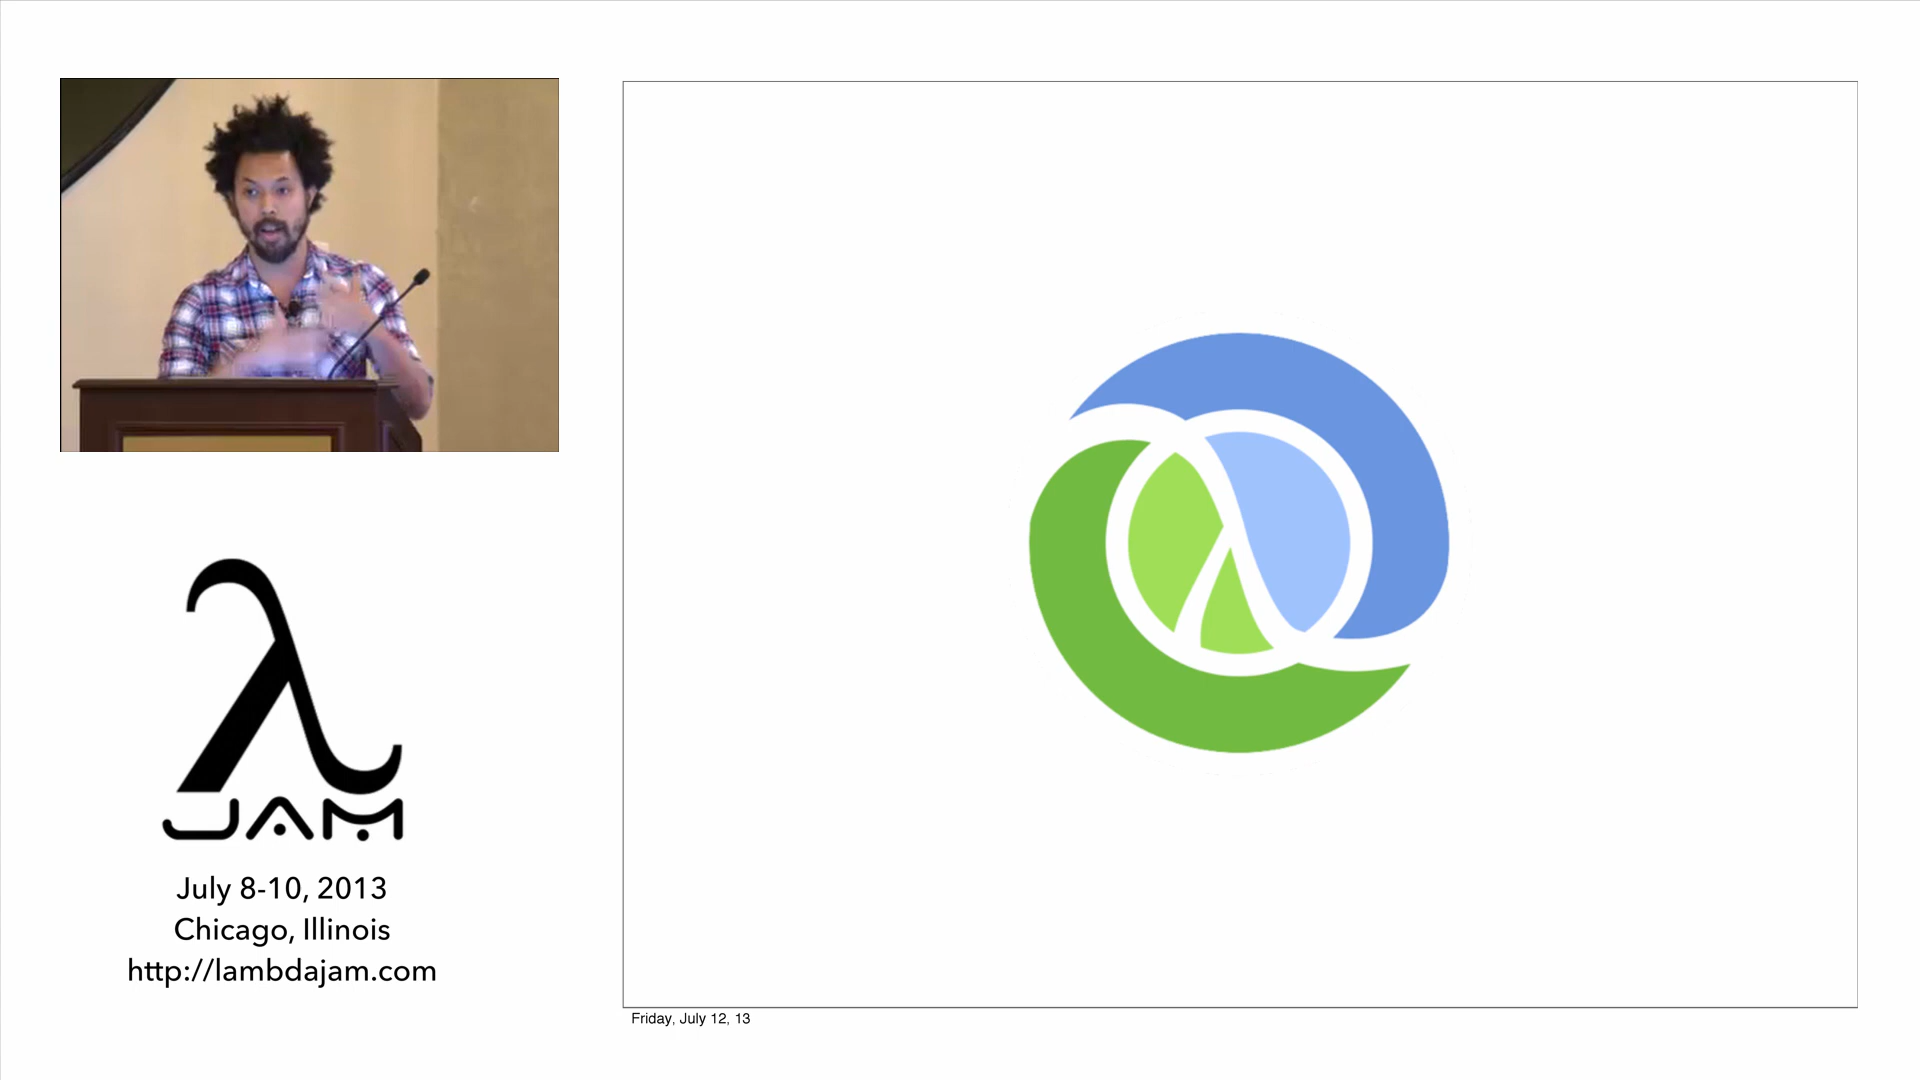 λ
JAM
July 8-10, 2013
Chicago, Illinois
http://lambdajam.com
Friday, July 12, 13